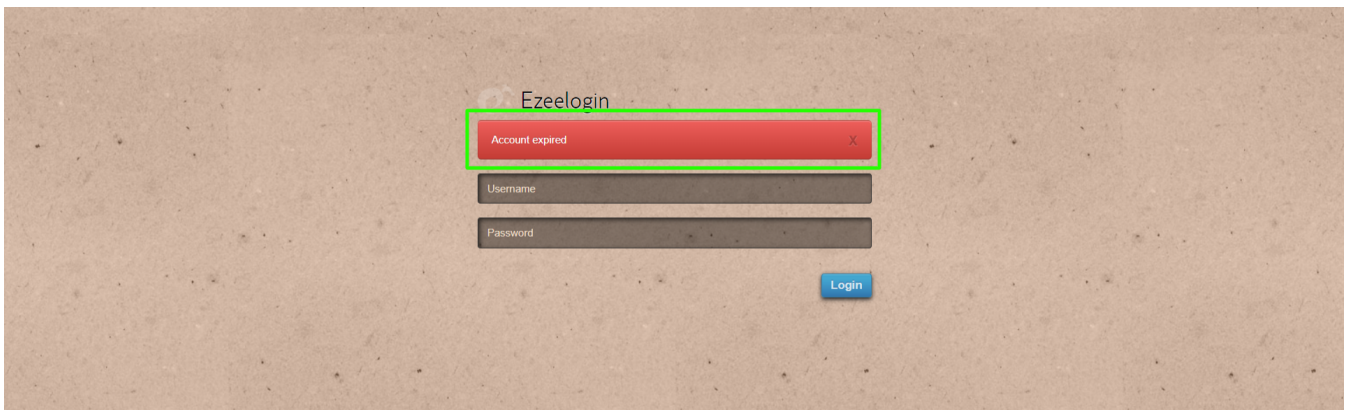 Ezeelogin
Account expired X
Username
Password
Login